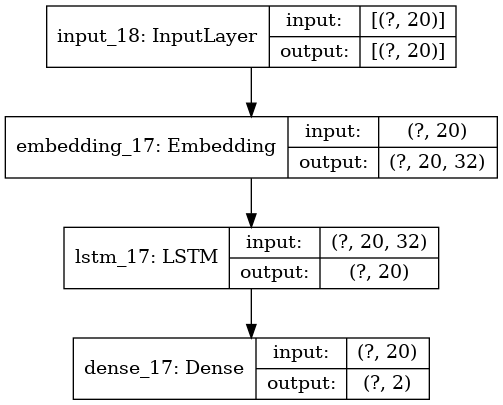 input_18: InputLayer
input: [(?, 20)]
output: [(?, 20)]
embedding_17: Embedding
input: (?, 20)
output: (?, 20, 32)
lstm_17: LSTM
input: (?, 20, 32)
output: (?, 20)
dense_17: Dense
input: (?, 20)
output: (?, 2)